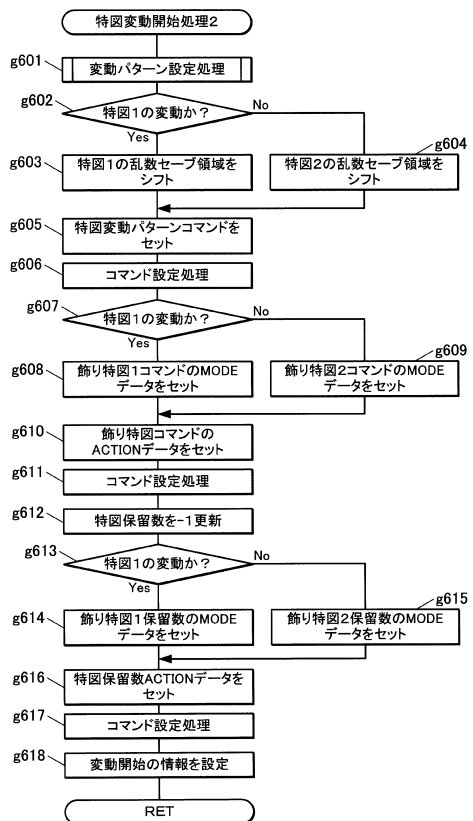 特図変動開始処理2
g601
変動パターン設定処理
g602
特図1の変動か?
No
Yes
g603
特図1の乱数セーブ領域を
シフト
g604
特図2の乱数セーブ領域を
シフト
g605
特図変動パターンコマンドを
セット
g606
コマンド設定処理
g607
特図1の変動か?
No
Yes
g608
飾り特図1コマンドのMODE
データをセット
g609
飾り特図2コマンドのMODE
データをセット
g610
飾り特図コマンドの
ACTIONデータをセット
g611
コマンド設定処理
g612
特図保留数を-1更新
g613
特図1の変動か?
No
Yes
g614
飾り特図1保留数のMODE
データをセット
g615
飾り特図2保留数のMODE
データをセット
g616
特図保留数ACTIONデータを
セット
g617
コマンド設定処理
g618
変動開始の情報を設定
RET